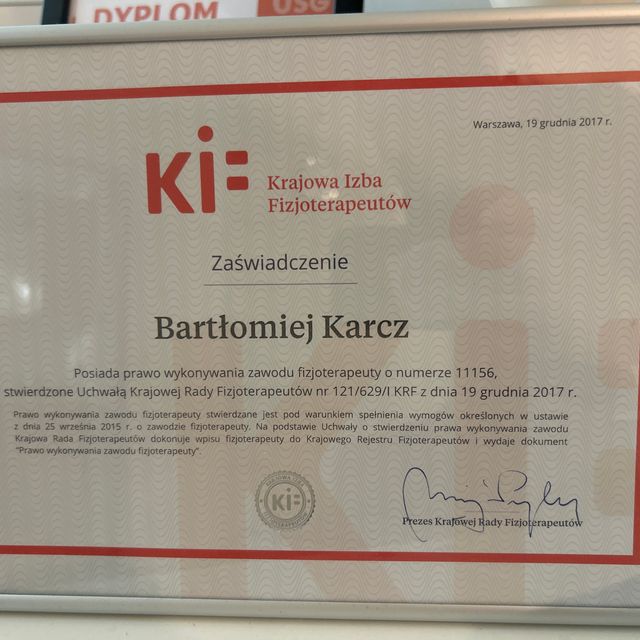 DYPLOM
USG
Warszawa, 19 grudnia 2017 r.
KiF
Krajowa Izba
Fizjoterapeutów
Zaświadczenie
Bartłomiej Karcz
Posiada prawo wykonywania zawodu fizjoterapeuty o numerze 11156,
stwierdzone Uchwałą Krajowej Rady Fizjoterapeutów nr 121/629/I KRF z dnia 19 grudnia 2017 r.
Prawo wykonywania zawodu fizjoterapeuty stwierdzane jest pod warunkiem spełnienia wymogów określonych w ustawie
z dnia 25 września 2015 r. o zawodzie fizjoterapeuty. Na podstawie Uchwały o stwierdzeniu prawa wykonywania zawodu
Krajowa Rada Fizjoterapeutów dokonuje wpisu fizjoterapeuty do Krajowego Rejestru Fizjoterapeutów i wydaje dokument
"Prawo wykonywania zawodu fizjoterapeuty".
KRAJOWA IZBA
KiF
FIZJOTERAPEUTÓW
Prezes Krajowej Rady Fizjoterapeutów